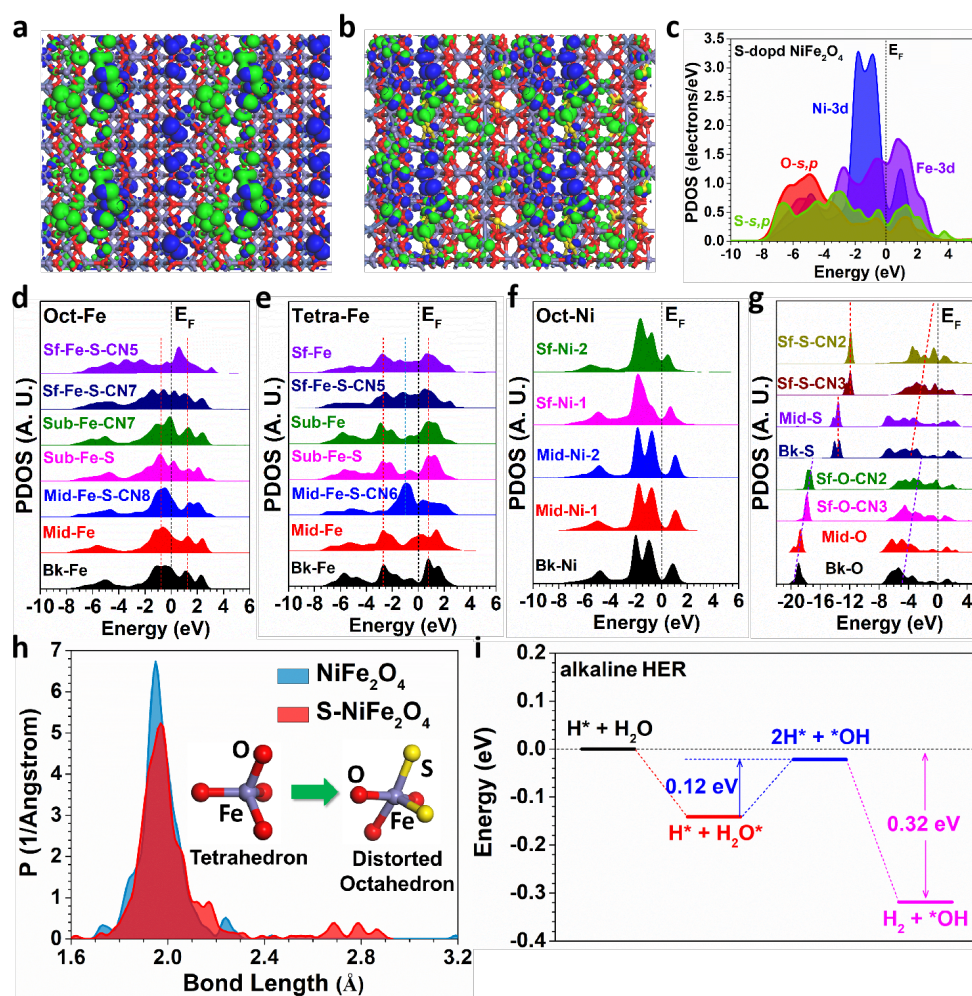 a
b
c
S-dopd NiFe2O4
EF
Ni-3d
O-s,p
Fe-3d
S-s,p
PDOS (electrons/eV)
3.5
3.0
2.5
2.0
1.5
1.0
0.5
0.0
-10 -8 -6 -4 -2 0 2 4
Energy (eV)
d
Oct-Fe
EF
Sf-Fe-S-CN5
Sf-Fe-S-CN7
Sub-Fe-CN7
Sub-Fe-S
Mid-Fe-S-CN8
Mid-Fe
Bk-Fe
PDOS (A. U.)
-10 -8 -6 -4 -2 0 2 4 6
Energy (eV)
e
Tetra-Fe
EF
Sf-Fe
Sf-Fe-S-CN5
Sub-Fe
Sub-Fe-S
Mid-Fe-S-CN6
Mid-Fe
Bk-Fe
PDOS (A. U.)
-10 -8 -6 -4 -2 0 2 4 6
Energy (eV)
f
Oct-Ni
EF
Sf-Ni-2
Sf-Ni-1
Mid-Ni-2
Mid-Ni-1
Bk-Ni
PDOS (A. U.)
-10 -8 -6 -4 -2 0 2 4 6
Energy (eV)
g
EF
Sf-S-CN2
Sf-S-CN3
Mid-S
Bk-S
Sf-O-CN2
Sf-O-CN3
Mid-O
Bk-O
PDOS (A. U.)
-20 -16 -12 -8 -4 0 4
Energy (eV)
h
NiFe2O4
S-NiFe2O4
O
Fe
Tetrahedron
O
S
Fe
Distorted
Octahedron
P (1/Angstrom)
7
6
5
4
3
2
1
0
1.6 2.0 2.4 2.8 3.2
Bond Length (Å)
i
alkaline HER
H* + H2O
2H* + *OH
0.12 eV
H* + H2O*
0.32 eV
H2 + *OH
Energy (eV)
0.2
0.1
0.0
-0.1
-0.2
-0.3
-0.4